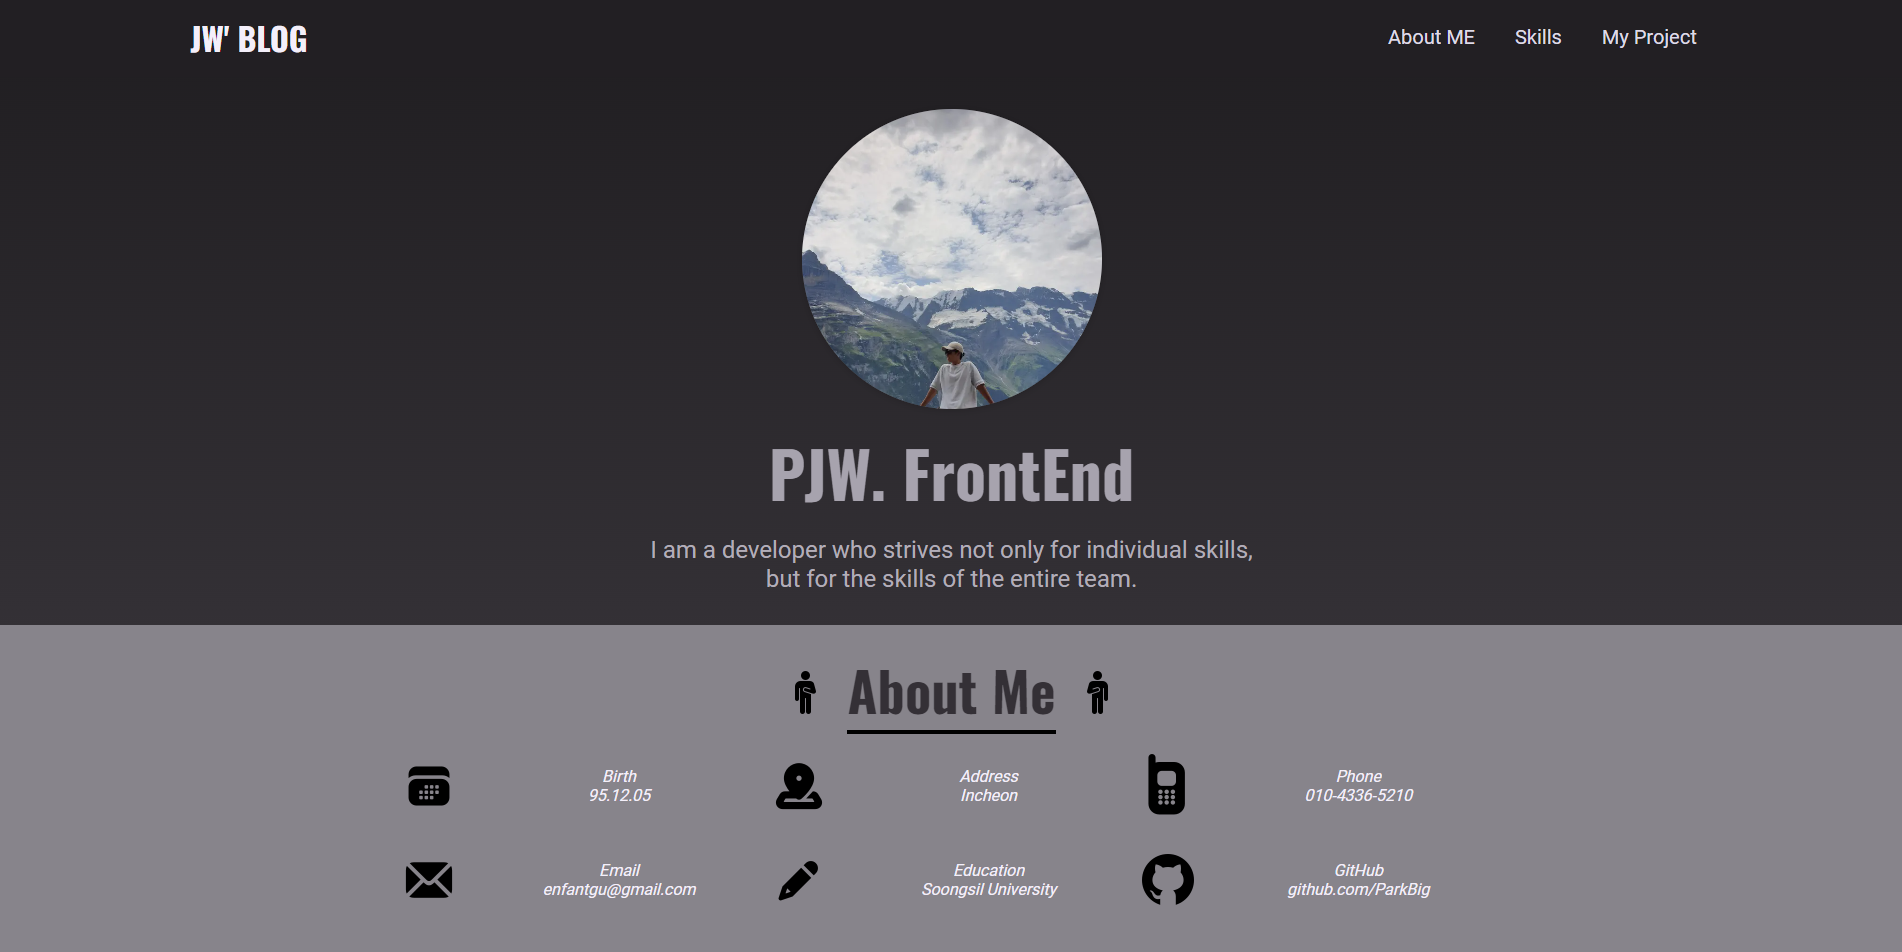 JW' BLOG
About ME
Skills
My Project
PJW. FrontEnd
I am a developer who strives not only for individual skills,
but for the skills of the entire team.
About Me
Birth
95.12.05
Address
Incheon
Phone
010-4336-5210
Email
enfantgu@gmail.com
Education
Soongsil University
GitHub
github.com/ParkBig